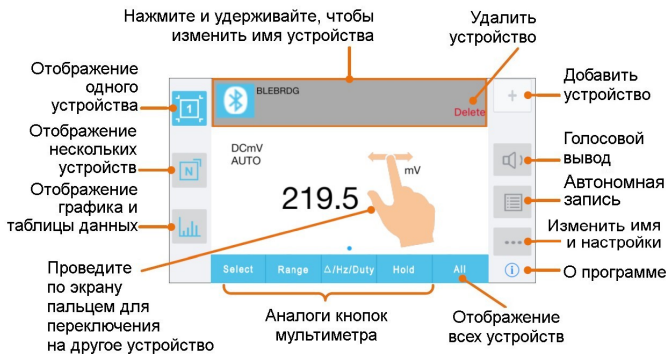 Нажмите и удерживайте, чтобы
изменить имя устройства
Удалить
устройство
Отображение
одного
устройства
Добавить
устройство
BLEBRDG
Delete
1
+
Отображение
нескольких
устройств
N
DCmV
AUTO
mV
219.5
Голосовой
вывод
Отображение
графика и
таблицы данных
Автономная
запись
Изменить имя
и настройки
Select
Range
△/Hz/Duty
Hold
All
i
О программе
Проведите
по экрану
пальцем для
переключения
на другое устройство
Аналоги кнопок
мультиметра
Отображение
всех устройств